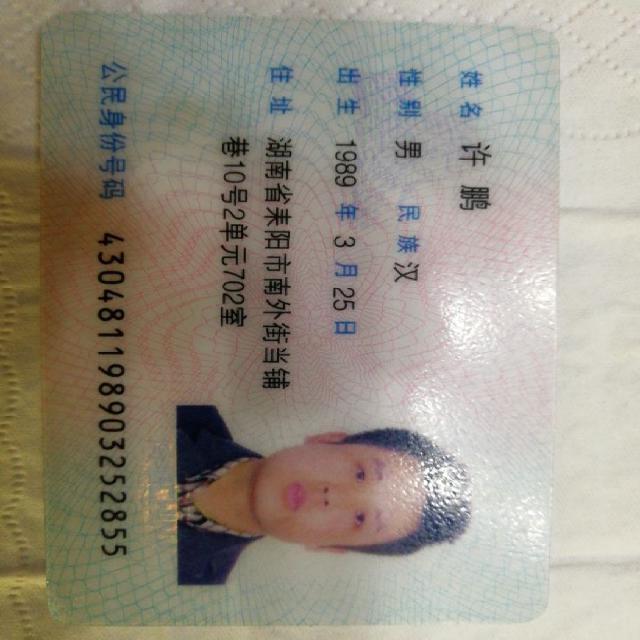 姓名 许鹏
性别 男 民族 汉
出生 1989 年 3 月 25 日
住址 湖南省耒阳市南外街当铺
巷10号2单元702室
公民身份号码 430481198903252855